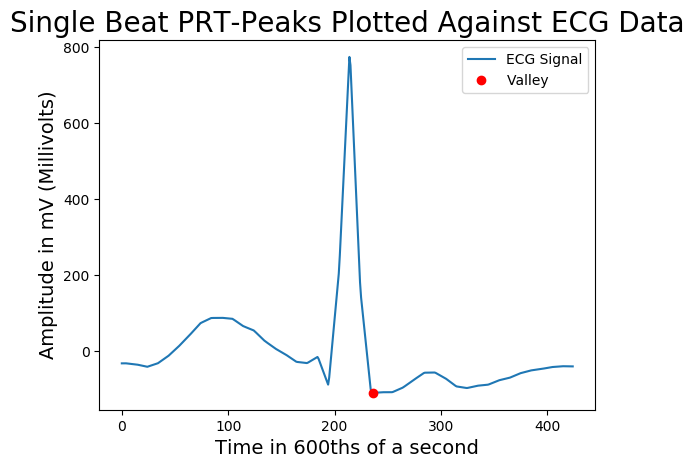 Single Beat PRT-Peaks Plotted Against ECG Data
800
600
400
200
0
Amplitude in mV (Millivolts)
ECG Signal
Valley
0 100 200 300 400
Time in 600ths of a second